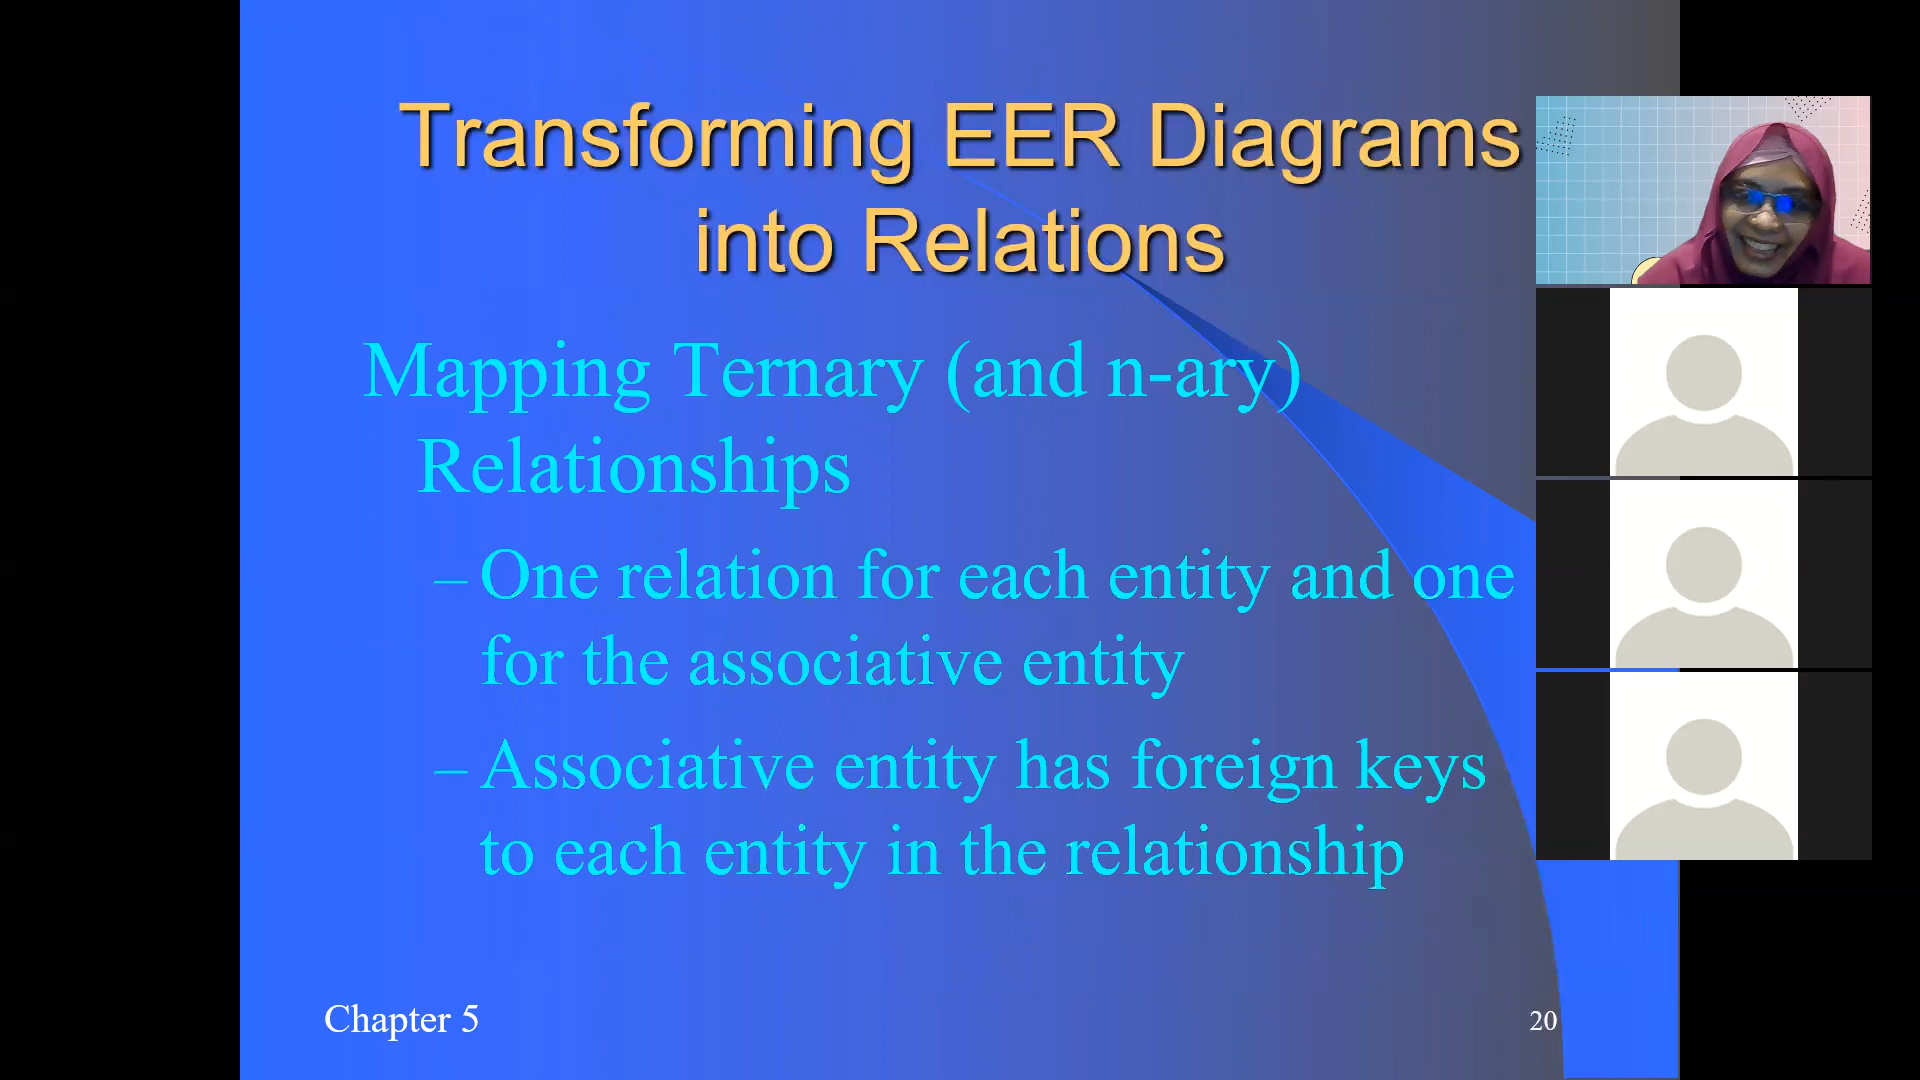 Transforming EER Diagrams
into Relations
Mapping Ternary (and n-ary)
Relationships
– One relation for each entity and one
for the associative entity
– Associative entity has foreign keys
to each entity in the relationship
Chapter 5
20